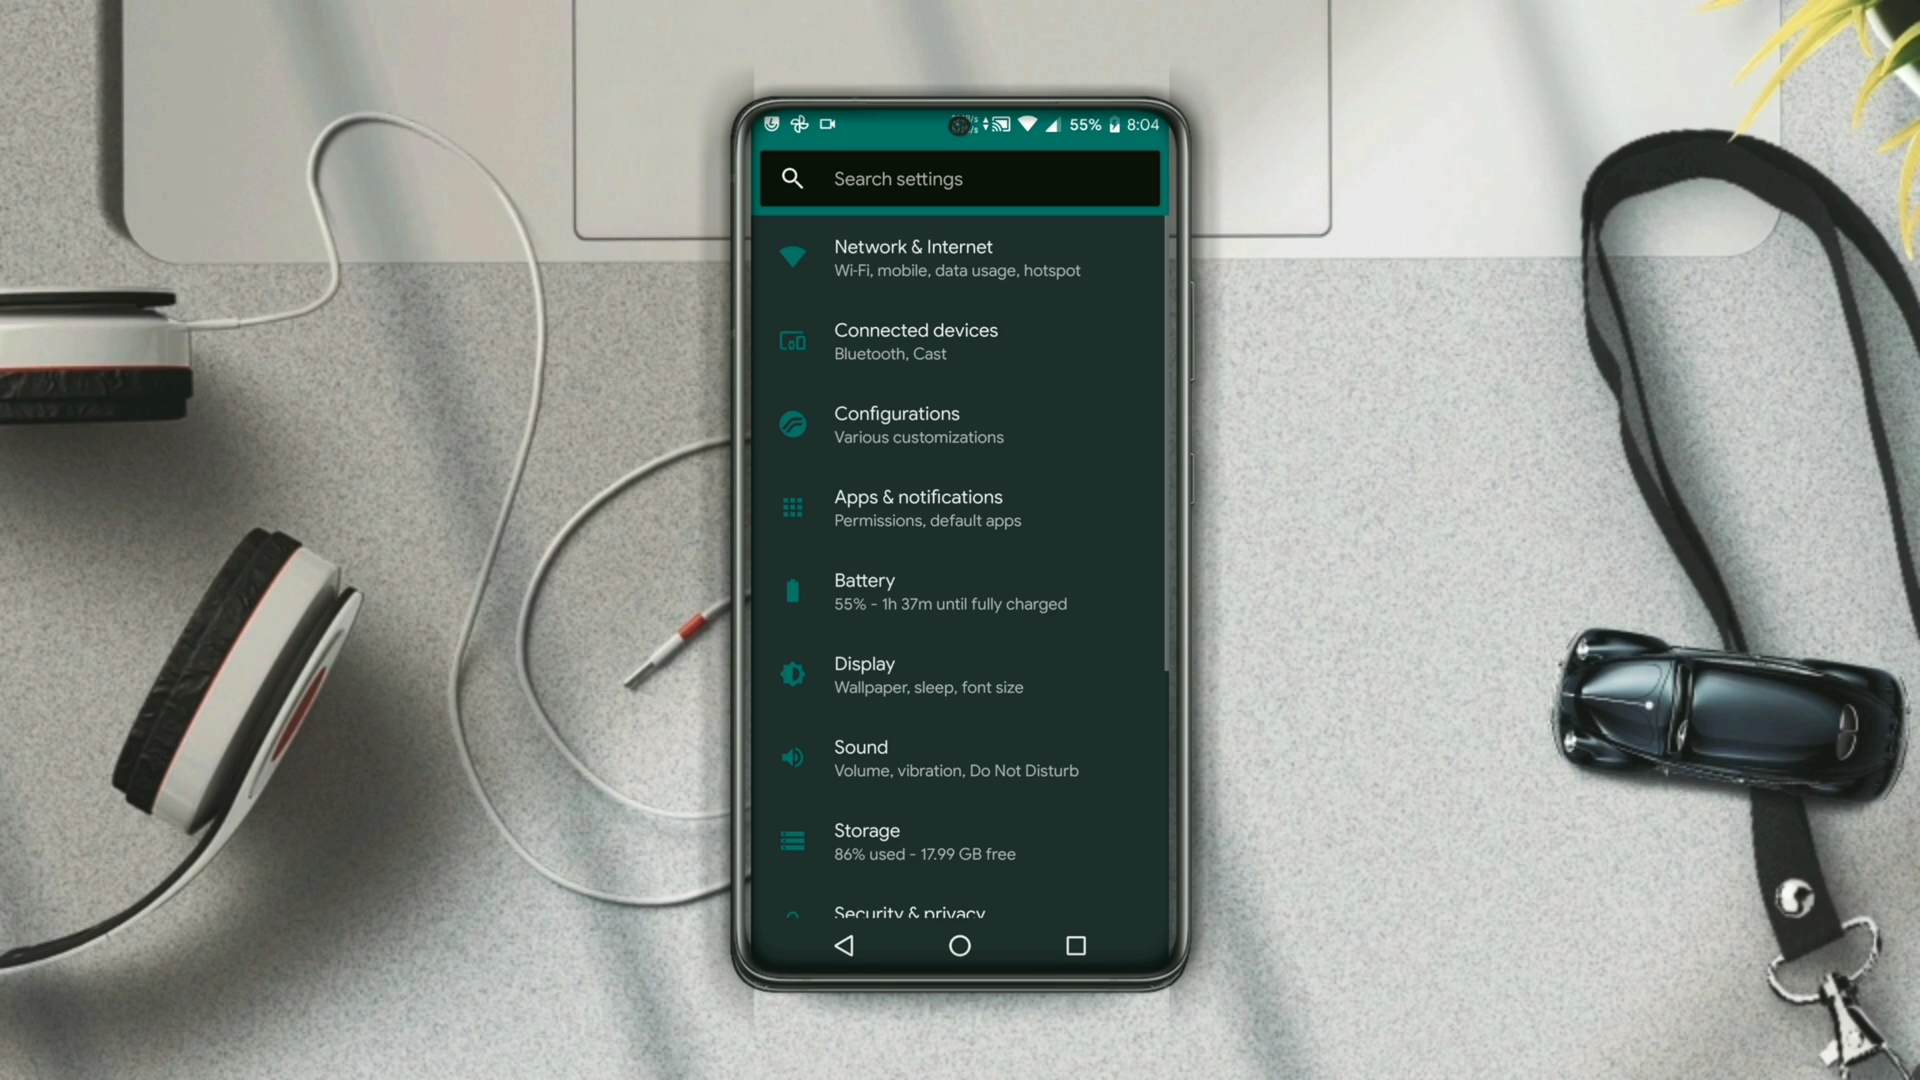 55% 8:04
Search settings
Network & Internet
Wi-Fi, mobile, data usage, hotspot
Connected devices
Bluetooth, Cast
Configurations
Various customizations
Apps & notifications
Permissions, default apps
Battery
55% - 1h 37m until fully charged
Display
Wallpaper, sleep, font size
Sound
Volume, vibration, Do Not Disturb
Storage
86% used - 17.99 GB free
Security & privacy